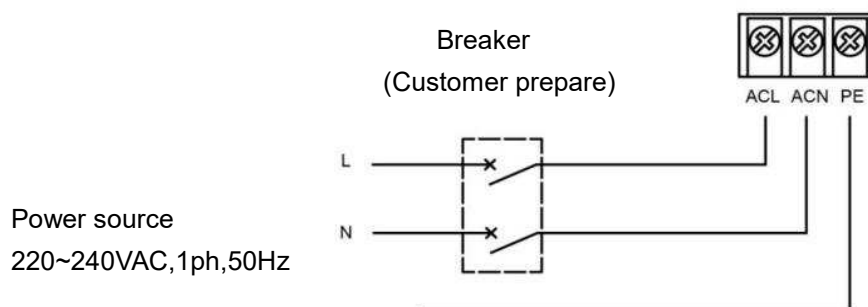 Breaker
(Customer prepare)
ACL ACN PE
L
N
Power source
220~240VAC,1ph,50Hz